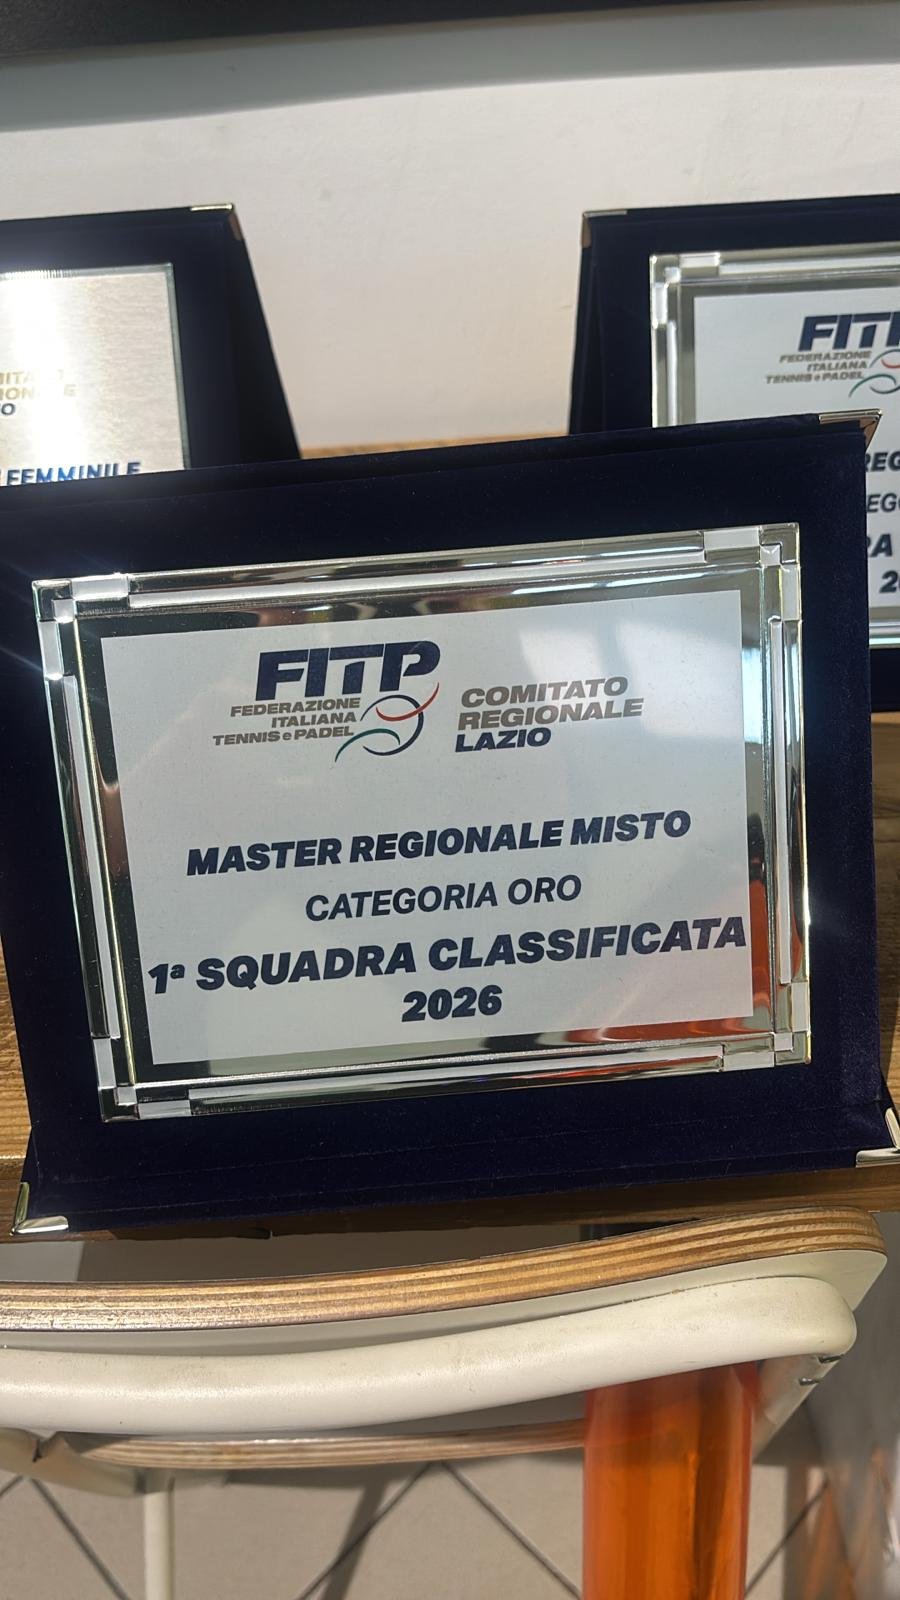 FEMMINILE
FEDERAZIONE
ITALIANA
TENNIS e PADEL
FITP
FEDERAZIONE
ITALIANA
TENNIS e PADEL
COMITATO
REGIONALE
LAZIO
MASTER REGIONALE MISTO
CATEGORIA ORO
1ª SQUADRA CLASSIFICATA
2026